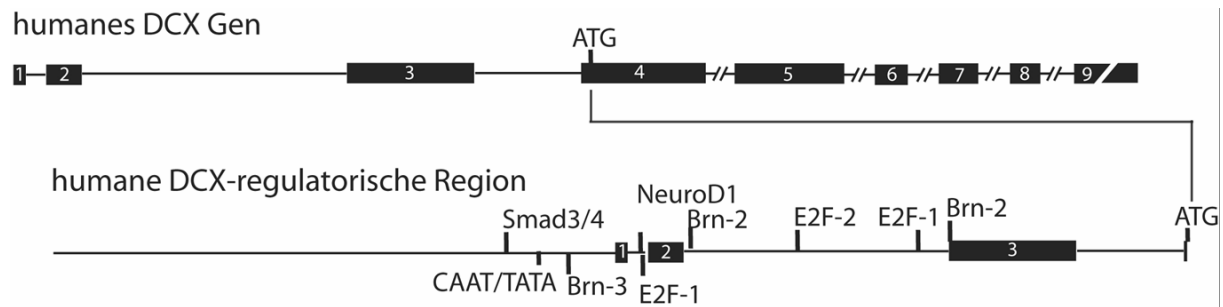 humanes DCX Gen
ATG
1 2 3 4 5 6 7 8 9
humane DCX-regulatorische Region
NeuroD1
Smad3/4 Brn-2 E2F-2 E2F-1 Brn-2 ATG
1 2 3
CAAT/TATA Brn-3 E2F-1